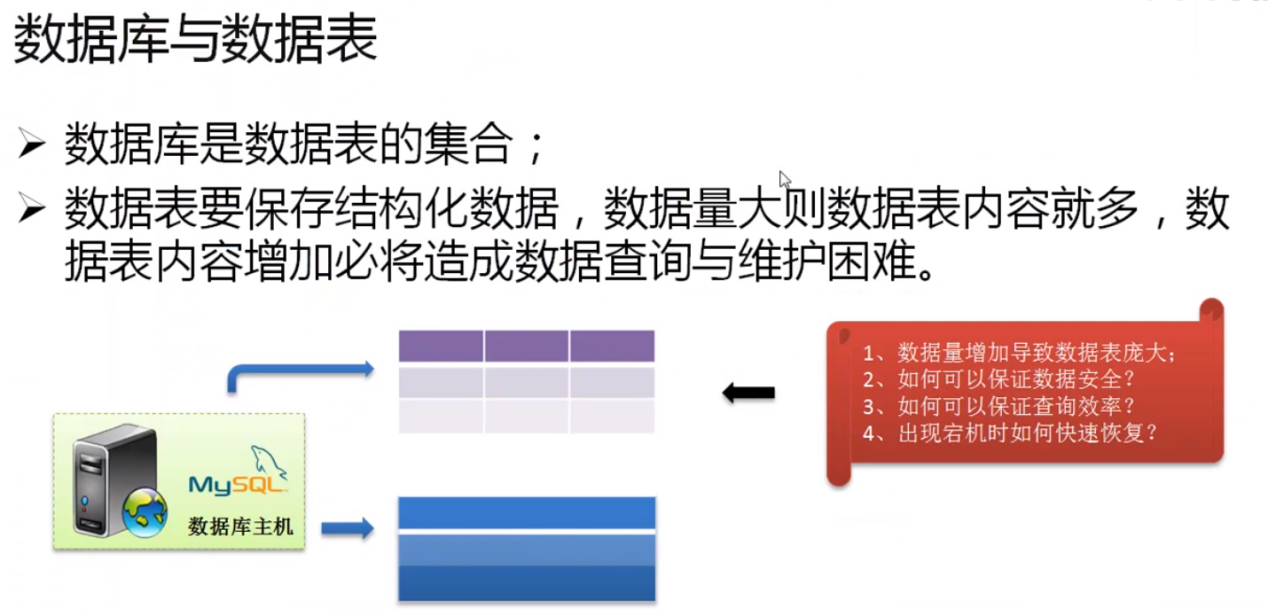 数据库与数据表
数据库是数据表的集合；
数据表要保存结构化数据，数据量大则数据表内容就多，数
据表内容增加必将造成数据查询与维护困难。
1、数据量增加导致数据表庞大；
2、如何可以保证数据安全？
3、如何可以保证查询效率？
4、出现宕机时如何快速恢复？
MySQL
数据库主机